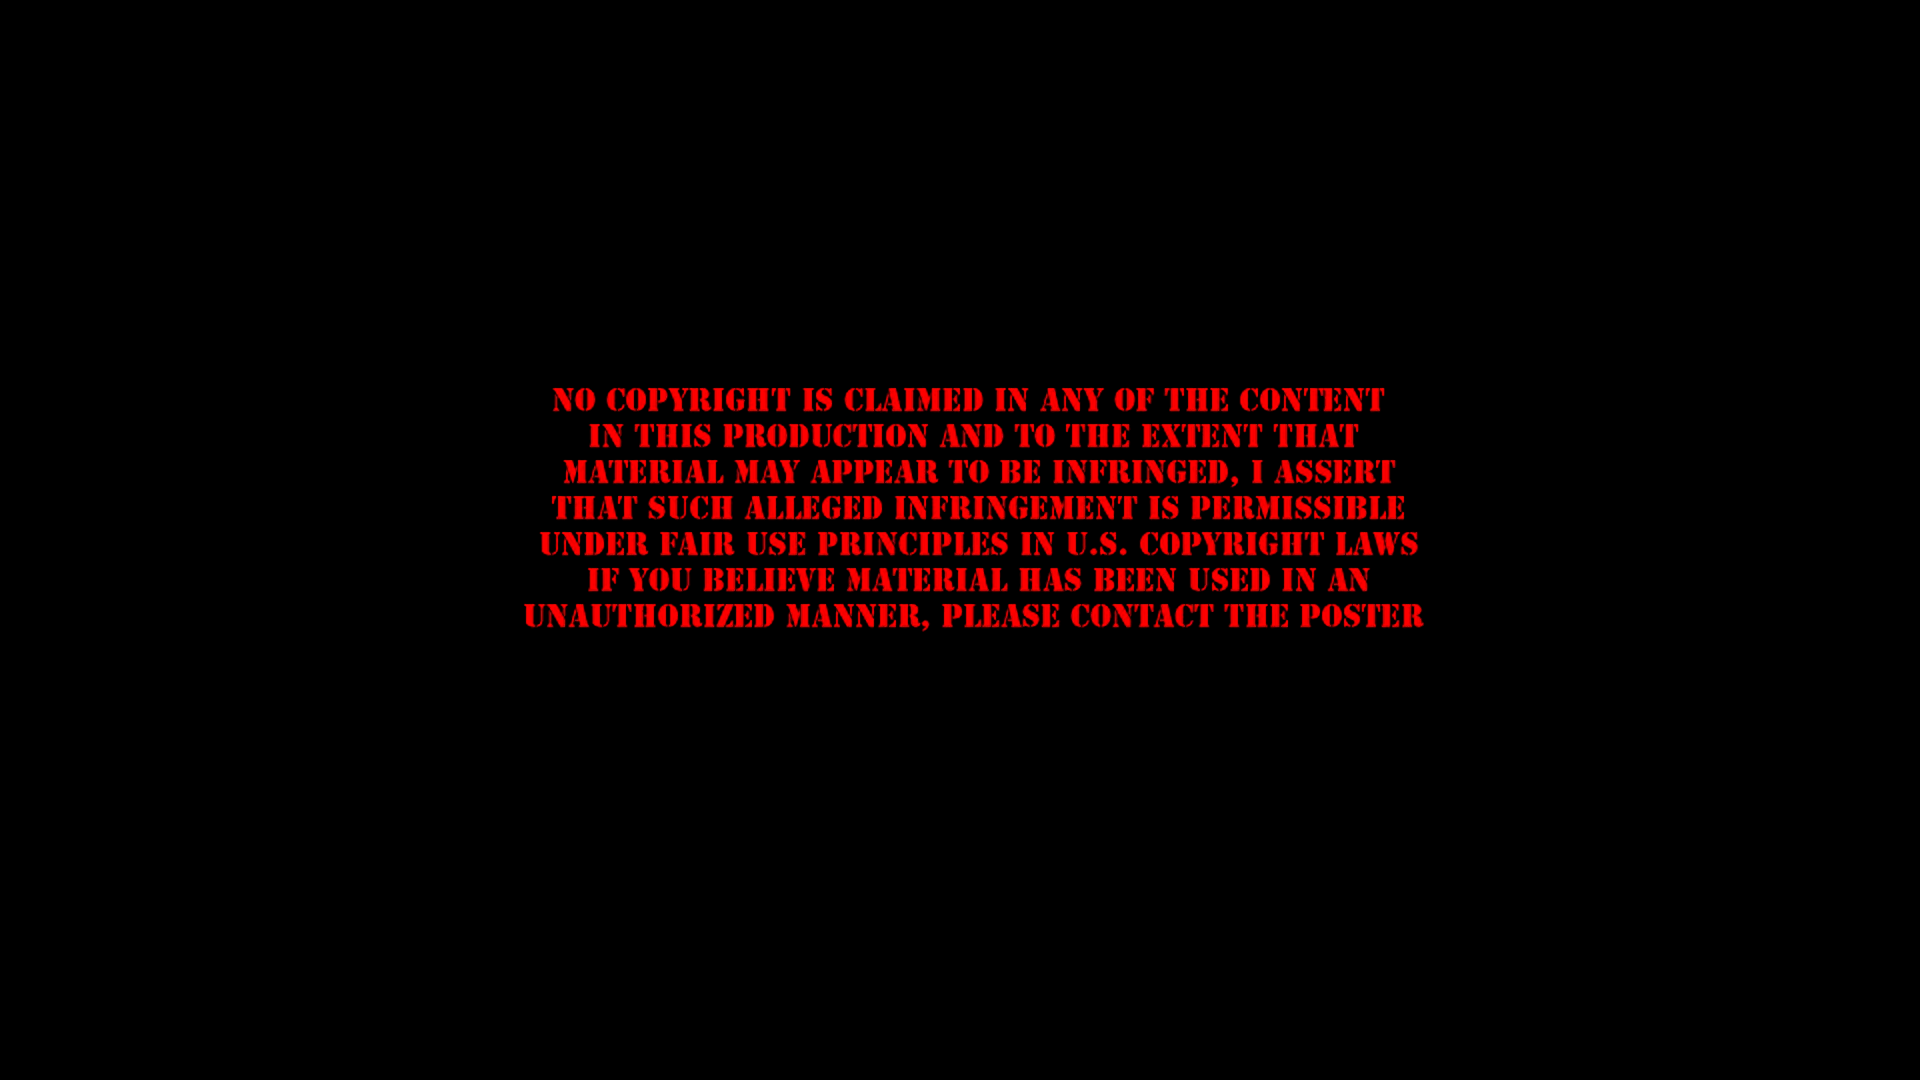 NO COPYRIGHT IS CLAIMED IN ANY OF THE CONTENT
IN THIS PRODUCTION AND TO THE EXTENT THAT
MATERIAL MAY APPEAR TO BE INFRINGED, I ASSERT
THAT SUCH ALLEGED INFRINGEMENT IS PERMISSIBLE
UNDER FAIR USE PRINCIPLES IN U.S. COPYRIGHT LAWS
IF YOU BELIEVE MATERIAL HAS BEEN USED IN AN
UNAUTHORIZED MANNER, PLEASE CONTACT THE POSTER